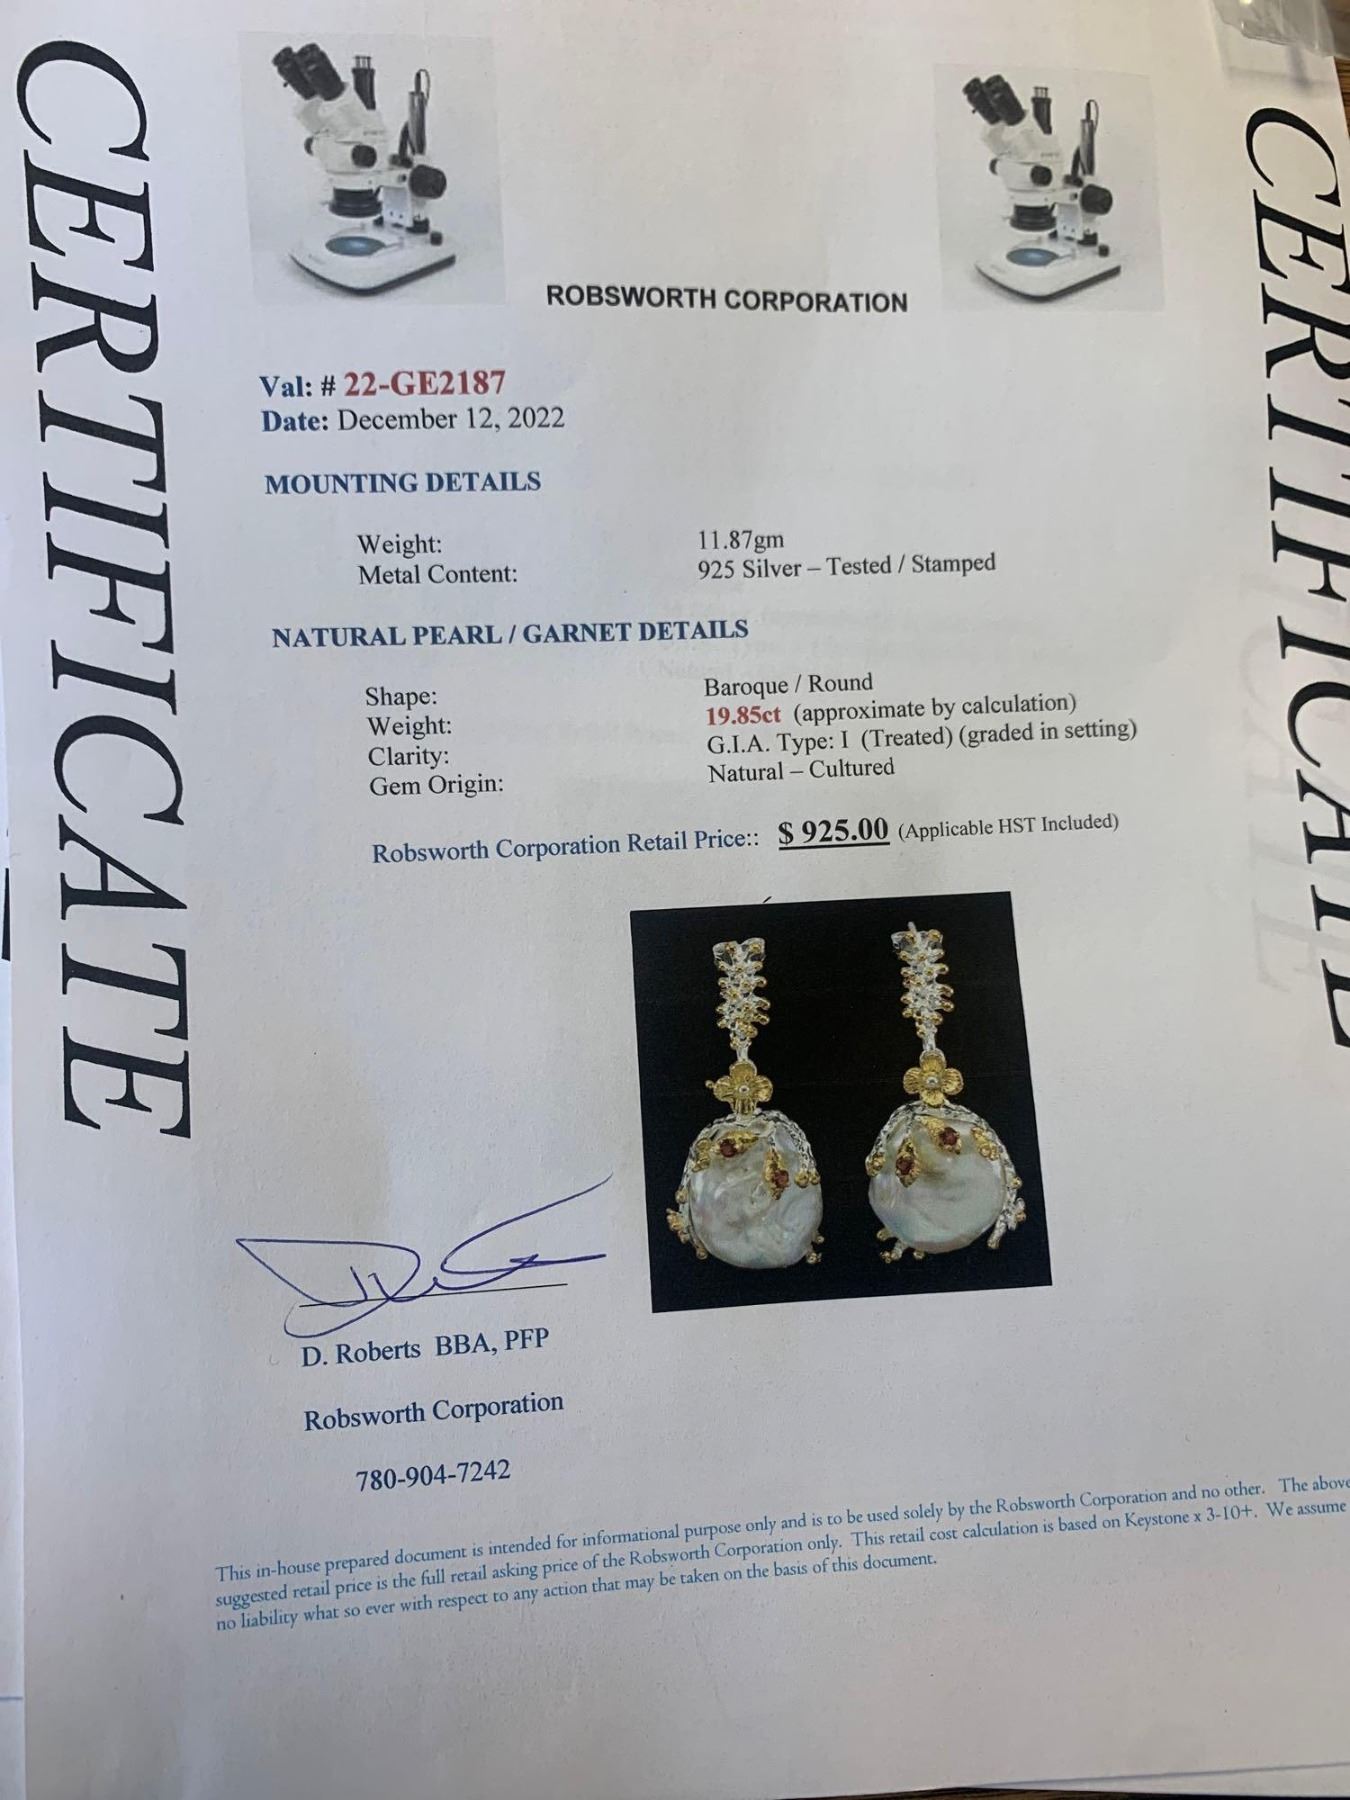 CERTIFICATE
ROBSWORTH CORPORATION
Val: # 22-GE2187
Date: December 12, 2022
MOUNTING DETAILS
Weight: 11.87gm
Metal Content: 925 Silver – Tested / Stamped
NATURAL PEARL / GARNET DETAILS
Shape: Baroque / Round
Weight: 19.85ct (approximate by calculation)
Clarity: G.I.A. Type: I (Treated) (graded in setting)
Gem Origin: Natural – Cultured
Robsworth Corporation Retail Price:: $ 925.00 (Applicable HST Included)
D. Roberts BBA, PFP
Robsworth Corporation
780-904-7242
This in-house prepared document is intended for informational purpose only and is to be used solely by the Robsworth Corporation and no other. The above
suggested retail price is the full retail asking price of the Robsworth Corporation only. This retail cost calculation is based on Keystone x 3-10+. We assume
no liability what so ever with respect to any action that may be taken on the basis of this document.
CERTIFICATE